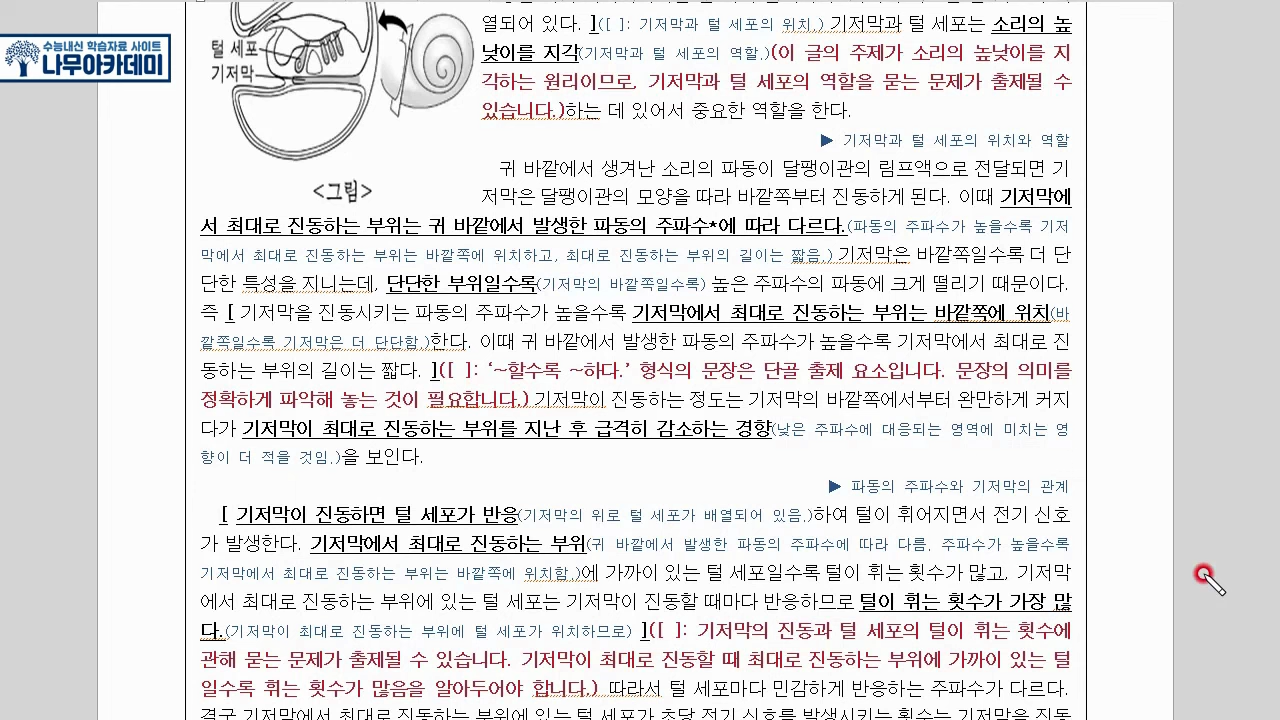 수능내신 학습자료 사이트
나무아카데미
털 세포
기저막
<그림>
열되어 있다. ]([ ]: 기저막과 털 세포의 위치.) 기저막과 털 세포는 소리의 높
낮이를 지각(기저막과 털 세포의 역할.)(이 글의 주제가 소리의 높낮이를 지
각하는 원리이므로, 기저막과 털 세포의 역할을 묻는 문제가 출제될 수
있습니다.)하는 데 있어서 중요한 역할을 한다.
▶ 기저막과 털 세포의 위치와 역할
귀 바깥에서 생겨난 소리의 파동이 달팽이관의 림프액으로 전달되면 기
저막은 달팽이관의 모양을 따라 바깥쪽부터 진동하게 된다. 이때 기저막에
서 최대로 진동하는 부위는 귀 바깥에서 발생한 파동의 주파수*에 따라 다르다.(파동의 주파수가 높을수록 기저
막에서 최대로 진동하는 부위는 바깥쪽에 위치하고, 최대로 진동하는 부위의 길이는 짧음.) 기저막은 바깥쪽일수록 더 단
단한 특성을 지니는데, 단단한 부위일수록(기저막의 바깥쪽일수록) 높은 주파수의 파동에 크게 떨리기 때문이다.
즉 [ 기저막을 진동시키는 파동의 주파수가 높을수록 기저막에서 최대로 진동하는 부위는 바깥쪽에 위치(바
깥쪽일수록 기저막은 더 단단함.)한다. 이때 귀 바깥에서 발생한 파동의 주파수가 높을수록 기저막에서 최대로 진
동하는 부위의 길이는 짧다. ]([ ]: ‘~할수록 ~하다.’ 형식의 문장은 단골 출제 요소입니다. 문장의 의미를
정확하게 파악해 놓는 것이 필요합니다.) 기저막이 진동하는 정도는 기저막의 바깥쪽에서부터 완만하게 커지
다가 기저막이 최대로 진동하는 부위를 지난 후 급격히 감소하는 경향(낮은 주파수에 대응되는 영역에 미치는 영
향이 더 적을 것임.)을 보인다.
▶ 파동의 주파수와 기저막의 관계
[ 기저막이 진동하면 털 세포가 반응(기저막의 위로 털 세포가 배열되어 있음.)하여 털이 휘어지면서 전기 신호
가 발생한다. 기저막에서 최대로 진동하는 부위(귀 바깥에서 발생한 파동의 주파수에 따라 다름. 주파수가 높을수록
기저막에서 최대로 진동하는 부위는 바깥쪽에 위치함.)에 가까이 있는 털 세포일수록 털이 휘는 횟수가 많고, 기저막
에서 최대로 진동하는 부위에 있는 털 세포는 기저막이 진동할 때마다 반응하므로 털이 휘는 횟수가 가장 많
다.(기저막이 최대로 진동하는 부위에 털 세포가 위치하므로) ]([ ]: 기저막의 진동과 털 세포의 털이 휘는 횟수에
관해 묻는 문제가 출제될 수 있습니다. 기저막이 최대로 진동할 때 최대로 진동하는 부위에 가까이 있는 털
일수록 휘는 횟수가 많음을 알아두어야 합니다.) 따라서 털 세포마다 민감하게 반응하는 주파수가 다르다.
결국 기저막에서 최대로 진동하는 부위에 있는 털 세포가 초당 전기 신호를 발생시키는 횟수는 기저막을 진동